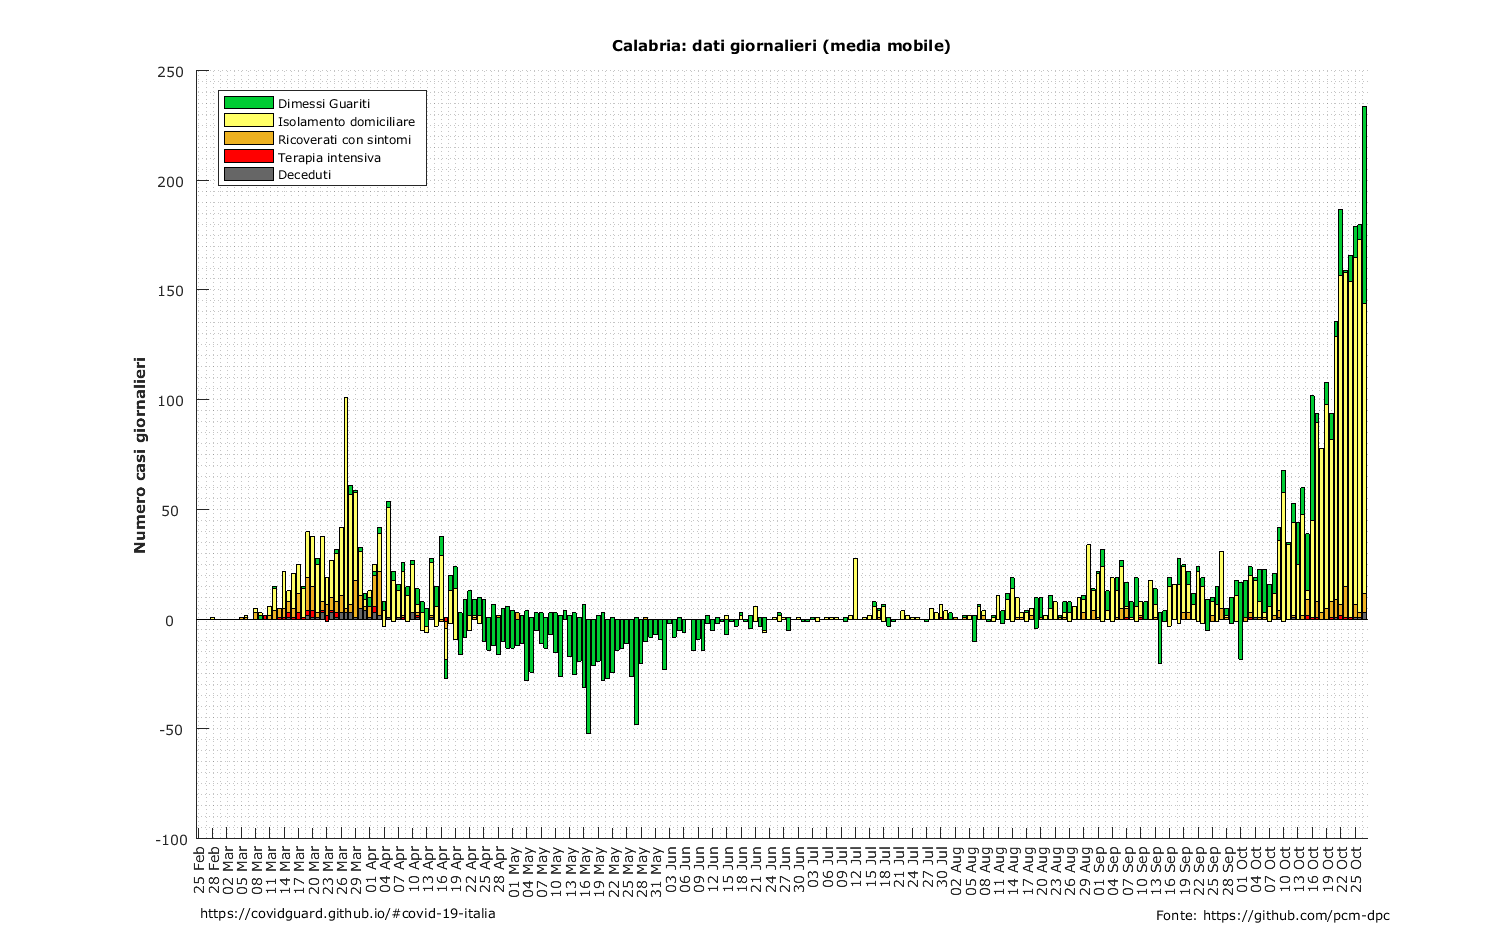 Calabria: dati giornalieri (media mobile)
250
200
150
100
50
0
-50
-100
Numero casi giornalieri
Dimessi Guariti
Isolamento domiciliare
Ricoverati con sintomi
Terapia intensiva
Deceduti
25 Feb
28 Feb
02 Mar
05 Mar
08 Mar
11 Mar
14 Mar
17 Mar
20 Mar
23 Mar
26 Mar
29 Mar
01 Apr
04 Apr
07 Apr
10 Apr
13 Apr
16 Apr
19 Apr
22 Apr
25 Apr
28 Apr
01 May
04 May
07 May
10 May
13 May
16 May
19 May
22 May
25 May
28 May
31 May
03 Jun
06 Jun
09 Jun
12 Jun
15 Jun
18 Jun
21 Jun
24 Jun
27 Jun
30 Jun
03 Jul
06 Jul
09 Jul
12 Jul
15 Jul
18 Jul
21 Jul
24 Jul
27 Jul
30 Jul
02 Aug
05 Aug
08 Aug
11 Aug
14 Aug
17 Aug
20 Aug
23 Aug
26 Aug
29 Aug
01 Sep
04 Sep
07 Sep
10 Sep
13 Sep
16 Sep
19 Sep
22 Sep
25 Sep
28 Sep
01 Oct
04 Oct
07 Oct
10 Oct
13 Oct
16 Oct
19 Oct
22 Oct
25 Oct
https://covidguard.github.io/#covid-19-italia
Fonte: https://github.com/pcm-dpc